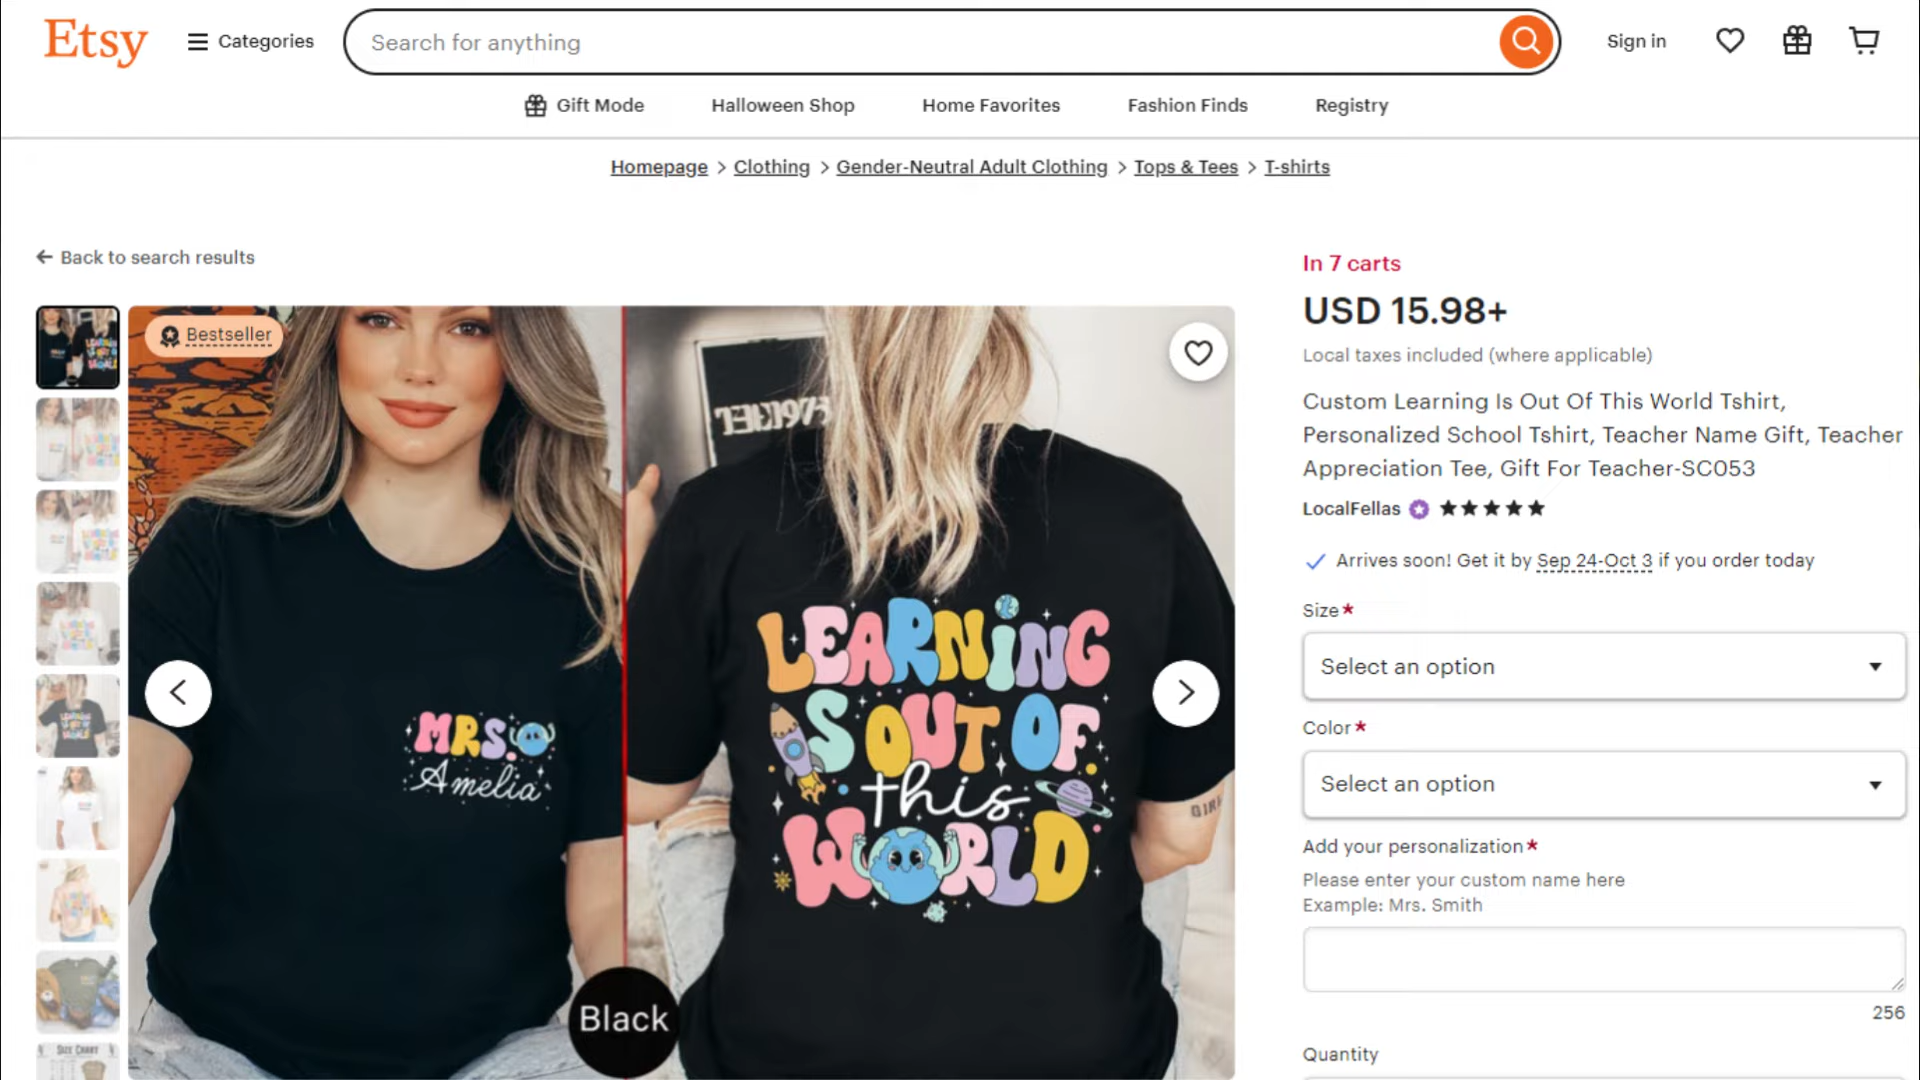 Etsy
Categories
Search for anything
Sign in
Gift Mode
Halloween Shop
Home Favorites
Fashion Finds
Registry
Homepage > Clothing > Gender-Neutral Adult Clothing > Tops & Tees > T-shirts
Back to search results
Bestseller
MRS.
Amelia
LEARNING
IS OUT OF
this
WORLD
Black
SIZE CHART
In 7 carts
USD 15.98+
Local taxes included (where applicable)
Custom Learning Is Out Of This World Tshirt,
Personalized School Tshirt, Teacher Name Gift, Teacher
Appreciation Tee, Gift For Teacher-SC053
LocalFellas
Arrives soon! Get it by Sep 24-Oct 3 if you order today
Size*
Select an option
Color*
Select an option
Add your personalization*
Please enter your custom name here
Example: Mrs. Smith
256
Quantity